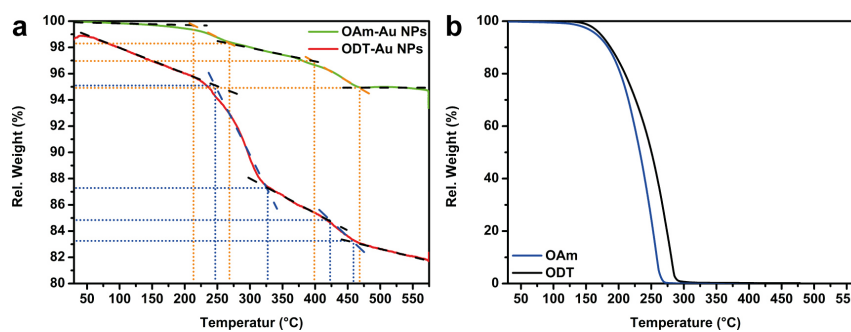 a
Rel. Weight (%)
100
98
96
94
92
90
88
86
84
82
80
OAm-Au NPs
ODT-Au NPs
50 100 150 200 250 300 350 400 450 500 550
Temperatur (°C)
b
Rel. Weight (%)
100
80
60
40
20
0
OAm
ODT
50 100 150 200 250 300 350 400 450 500 550
Temperature (°C)